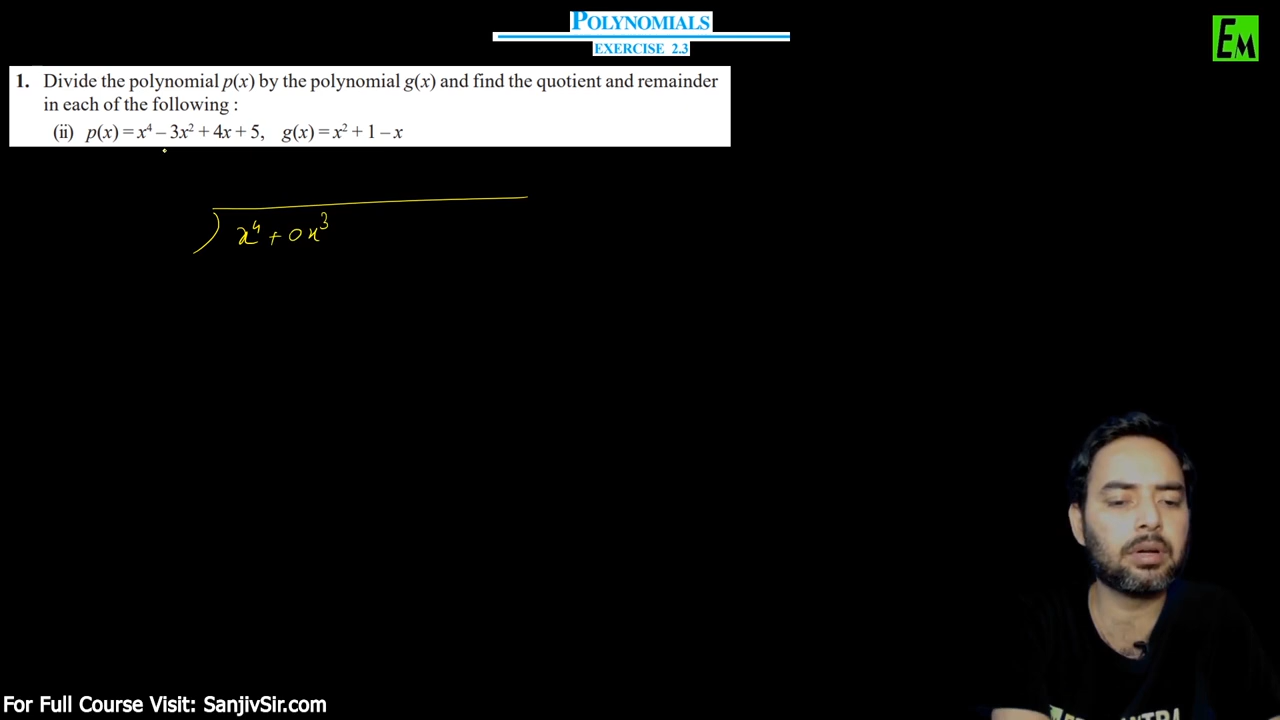 POLYNOMIALS
EXERCISE 2.3
EM
1. Divide the polynomial p(x) by the polynomial g(x) and find the quotient and remainder
in each of the following :
(ii) p(x) = x⁴ – 3x² + 4x + 5, g(x) = x² + 1 – x
x⁴ + 0x³
For Full Course Visit: SanjivSir.com